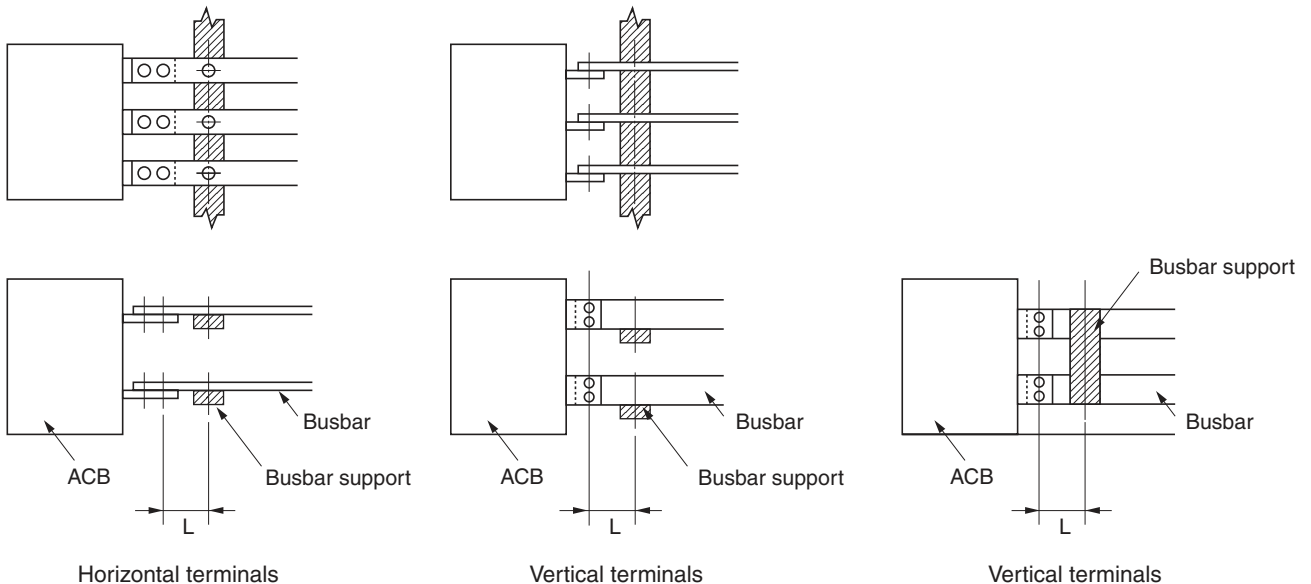 Busbar support
Busbar
Busbar
Busbar
ACB
Busbar support
ACB
Busbar support
ACB
L
L
L
Horizontal terminals
Vertical terminals
Vertical terminals